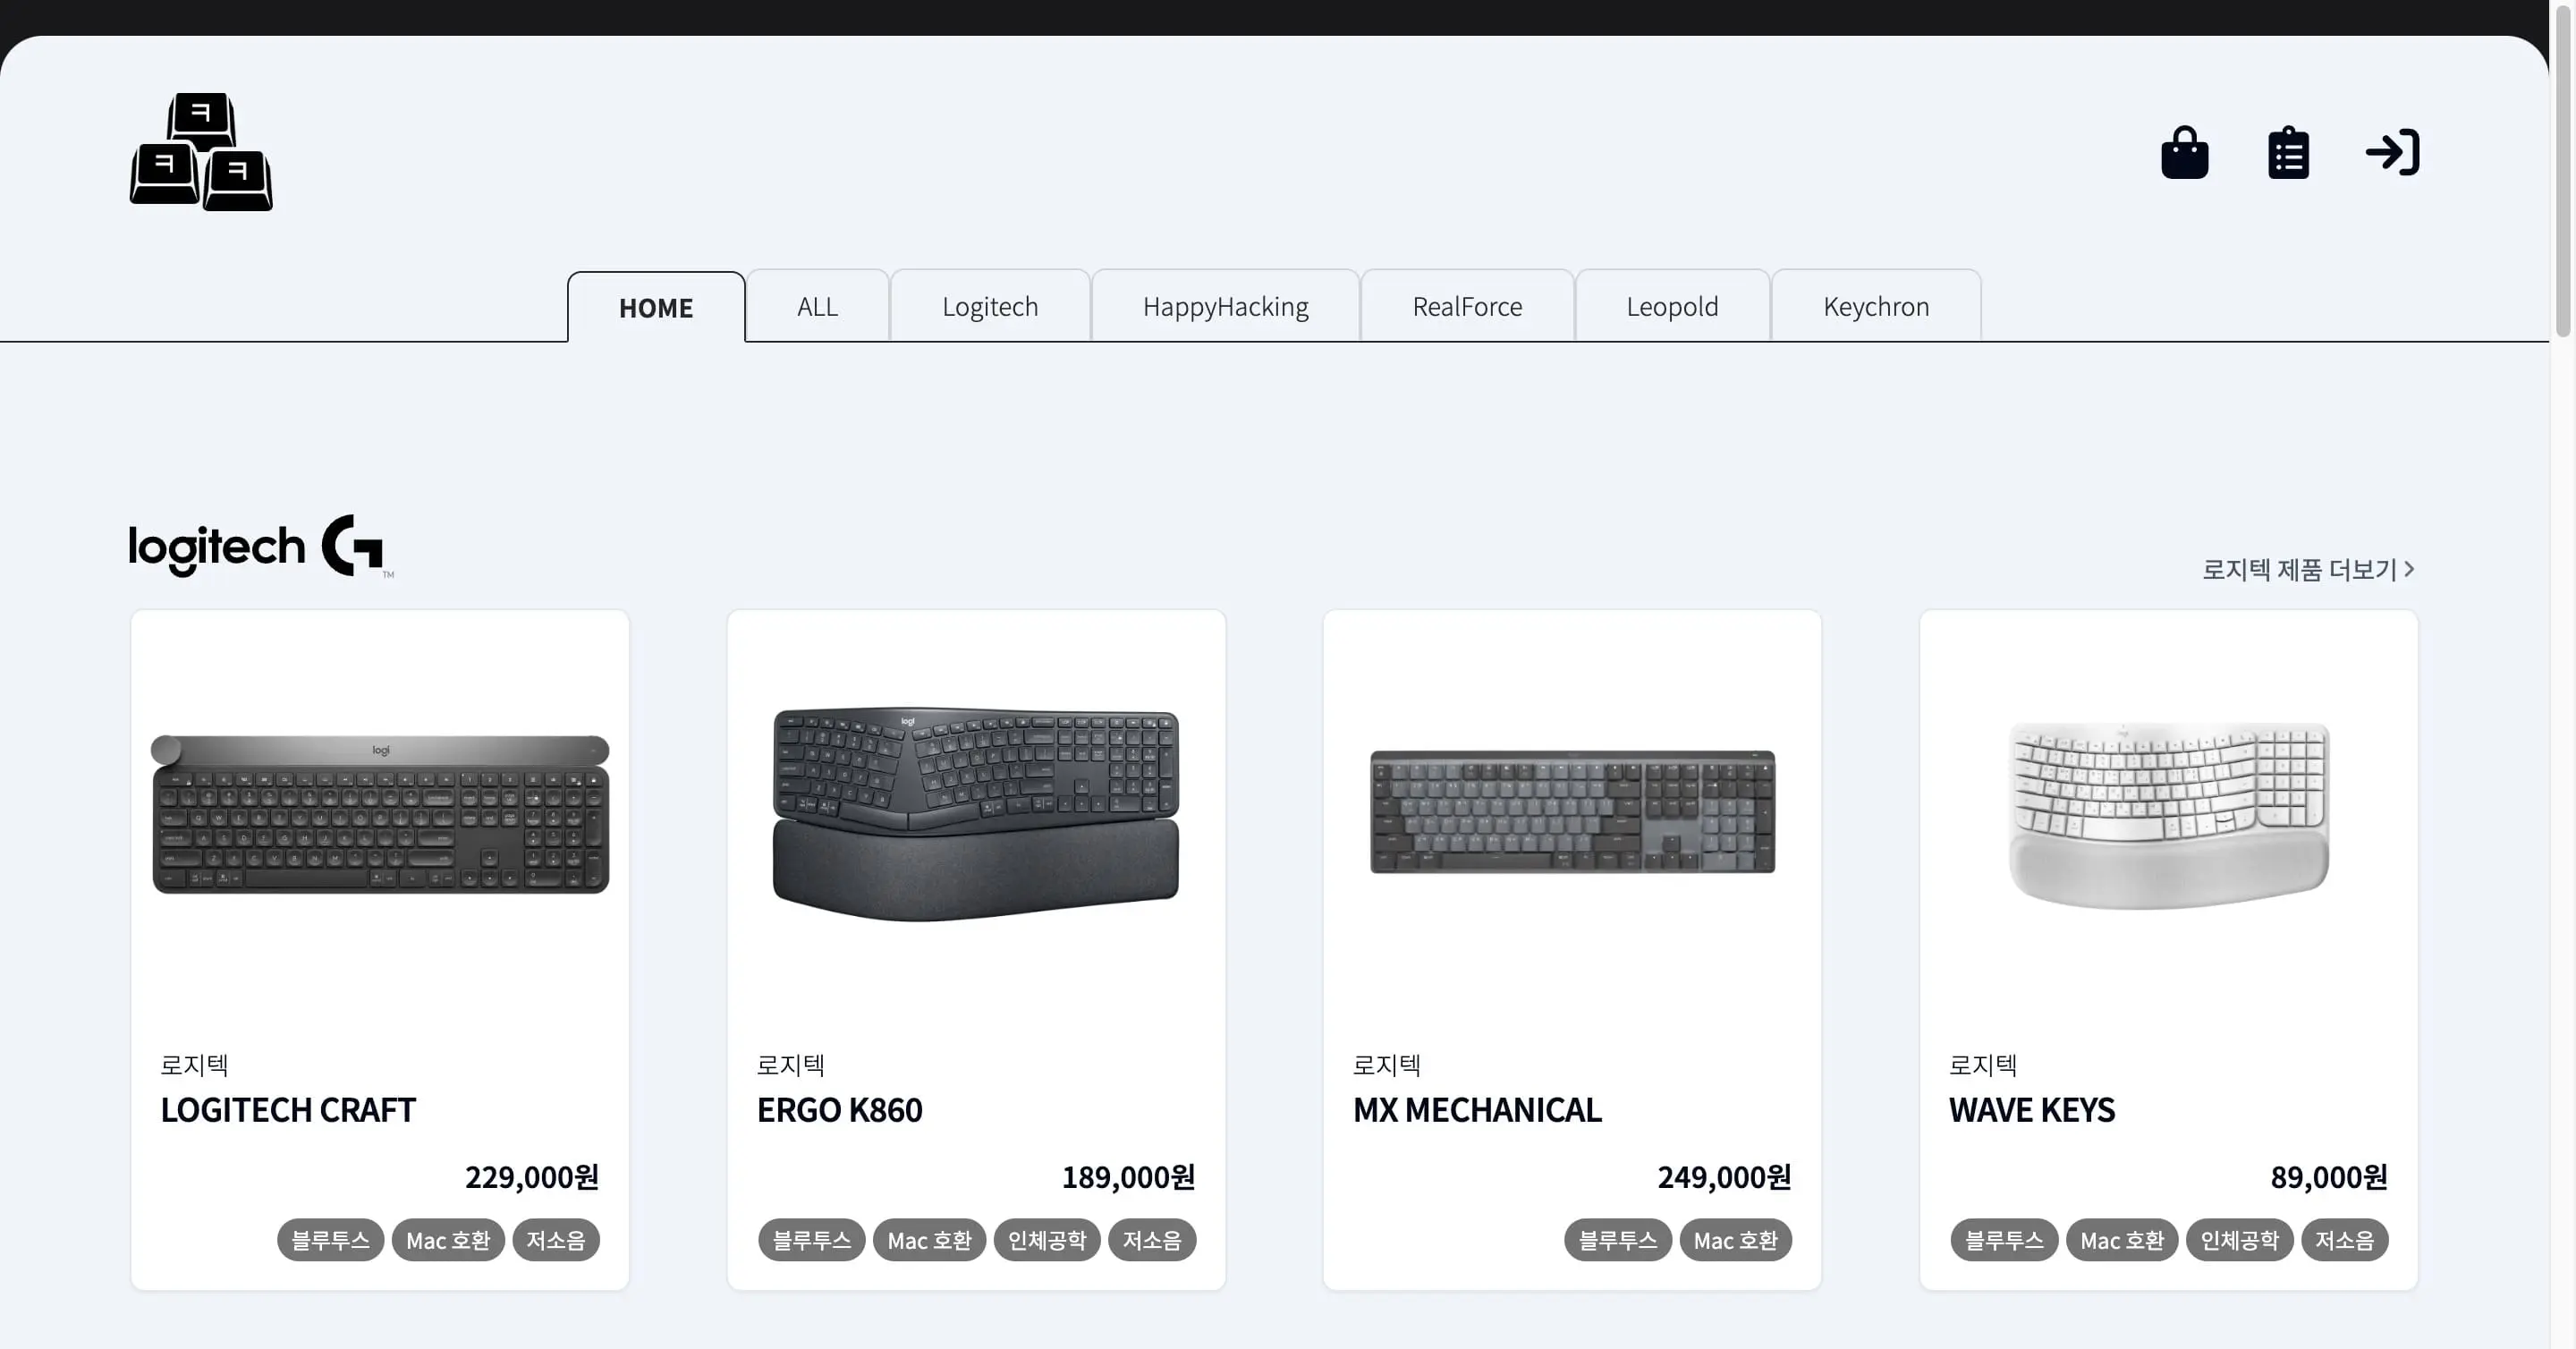 ㅋ
ㅋ ㅋ
HOME ALL Logitech HappyHacking RealForce Leopold Keychron
logitech G TM
로지텍 제품 더보기 >
logi
logi
로지텍
LOGITECH CRAFT
229,000원
블루투스 Mac 호환 저소음
로지텍
ERGO K860
189,000원
블루투스 Mac 호환 인체공학 저소음
로지텍
MX MECHANICAL
249,000원
블루투스 Mac 호환
로지텍
WAVE KEYS
89,000원
블루투스 Mac 호환 인체공학 저소음